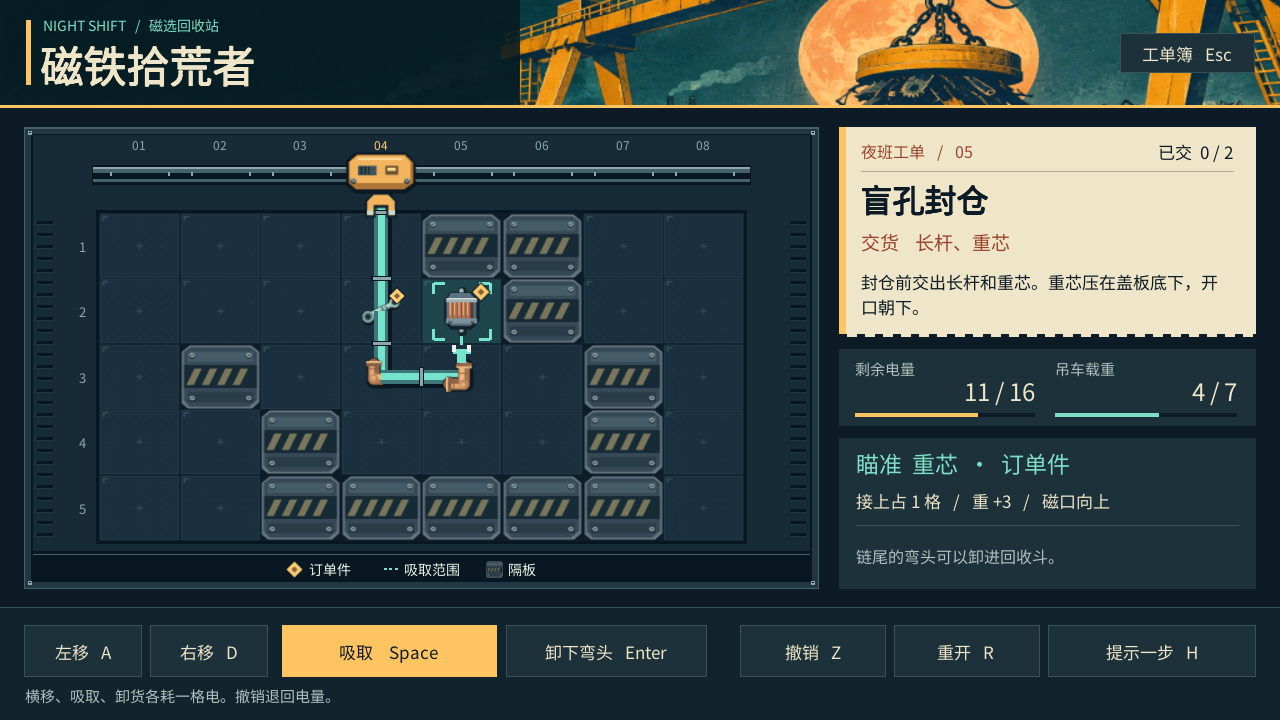 NIGHT SHIFT / 磁选回收站
磁铁拾荒者
工单簿 Esc
01 02 03 04 05 06 07 08
1
2
3
4
5
订单件 吸取范围 隔板
夜班工单 / 05 已交 0 / 2
盲孔封仓
交货 长杆、重芯
封仓前交出长杆和重芯。重芯压在盖板底下，开
口朝下。
剩余电量 11 / 16
吊车载重 4 / 7
瞄准 重芯 · 订单件
接上占 1 格 / 重 +3 / 磁口向上
链尾的弯头可以卸进回收斗。
左移 A 右移 D 吸取 Space 卸下弯头 Enter 撤销 Z 重开 R 提示一步 H
横移、吸取、卸货各耗一格电。撤销退回电量。